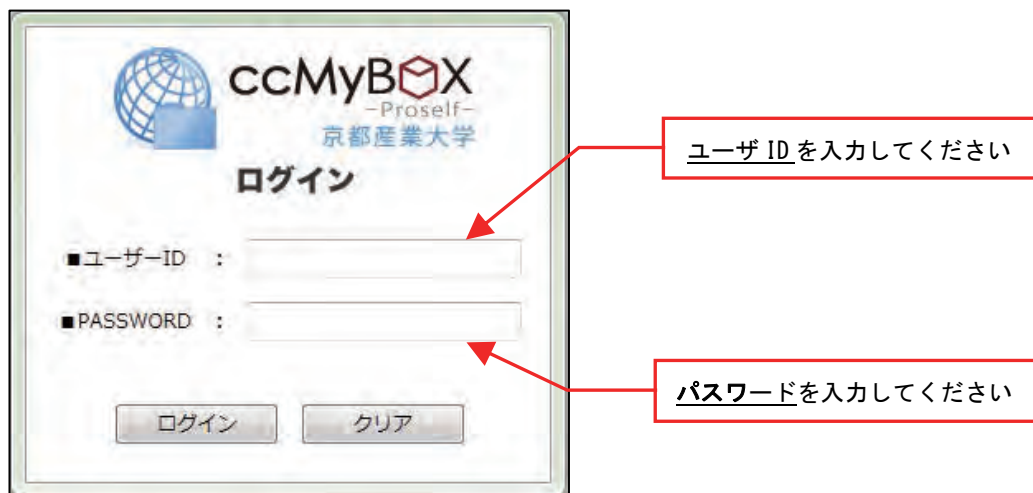 ccMyBOX
-Proself-
京都産業大学
ログイン
■ユーザーID :
■PASSWORD :
ログイン クリア
ユーザ ID を入力してください
パスワードを入力してください